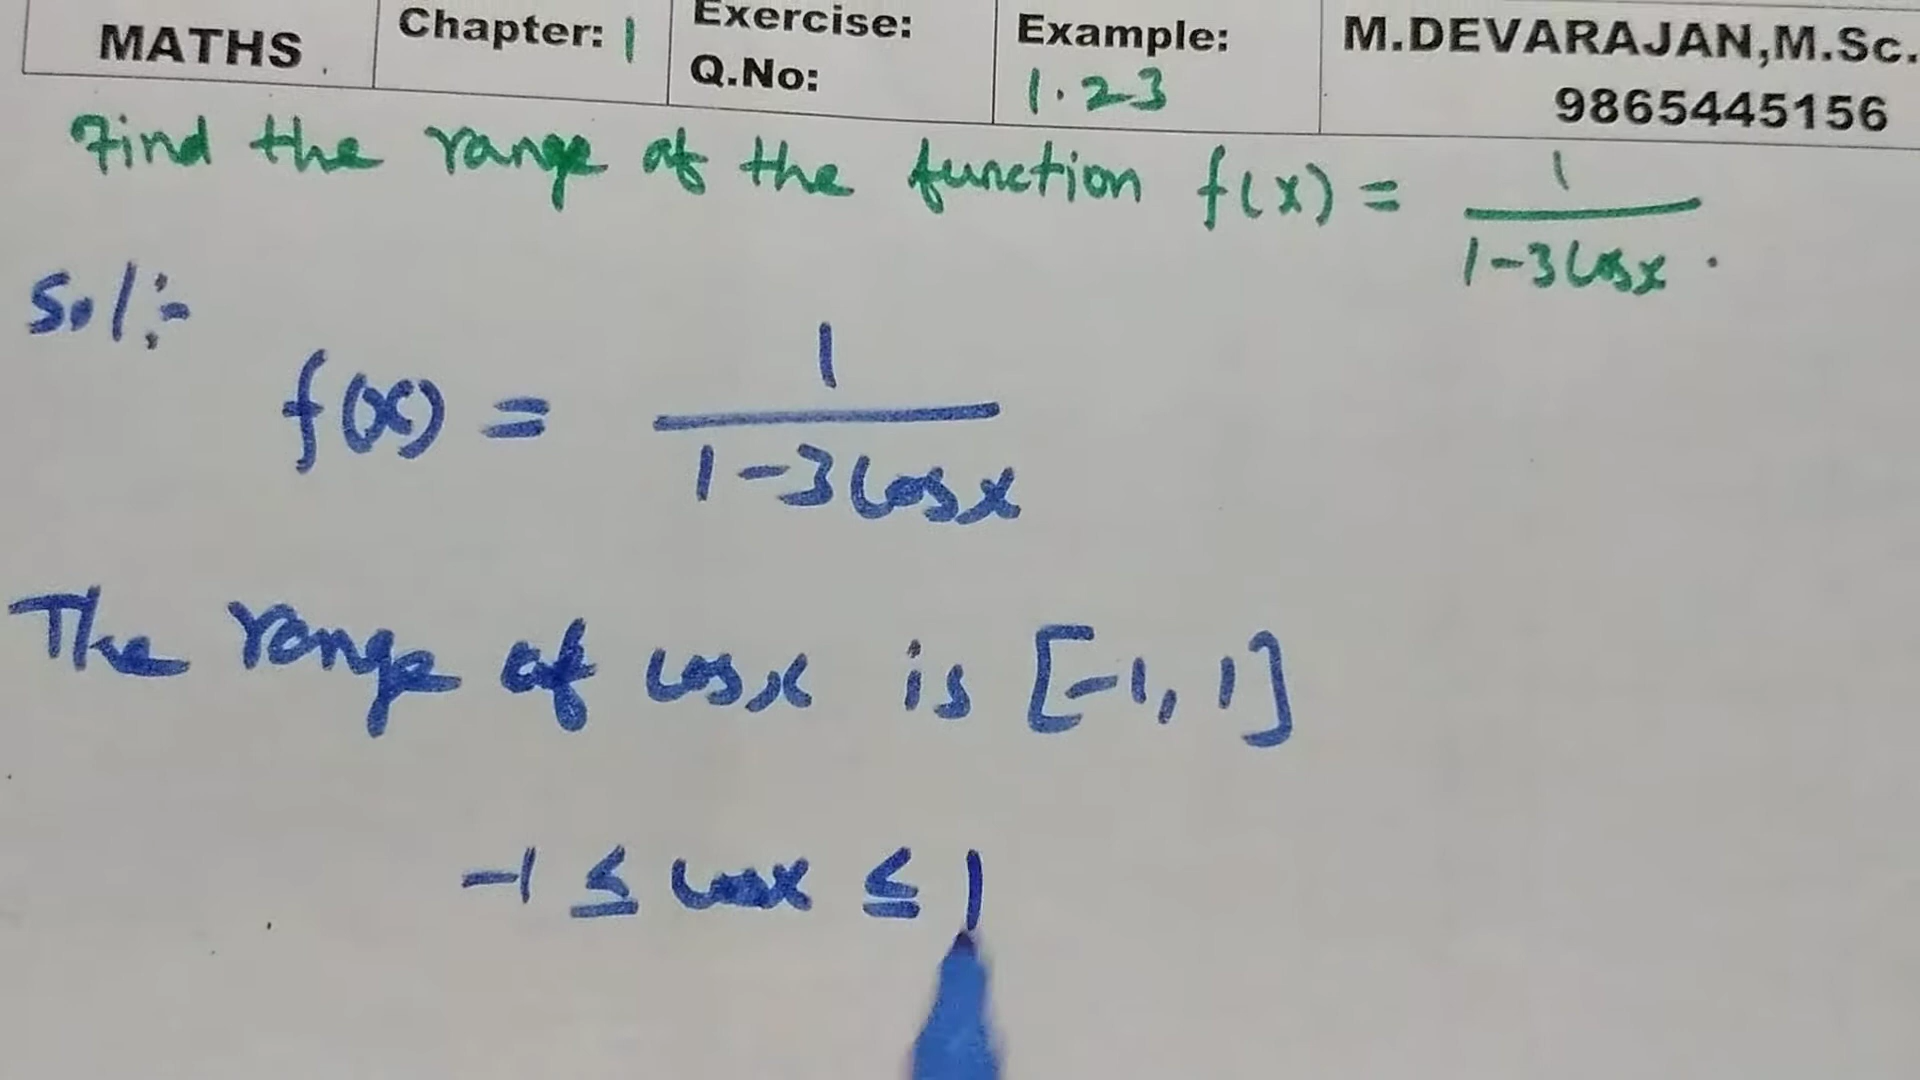 MATHS Chapter: 1 Exercise: Q.No: Example: 1.23 M.DEVARAJAN,M.Sc. 9865445156
Find the range of the function f(x) = 1/(1-3cosx).
Sol:-
f(x) = 1/(1-3cosx)
The range of cosx is [-1, 1]
-1 ≤ cosx ≤ 1